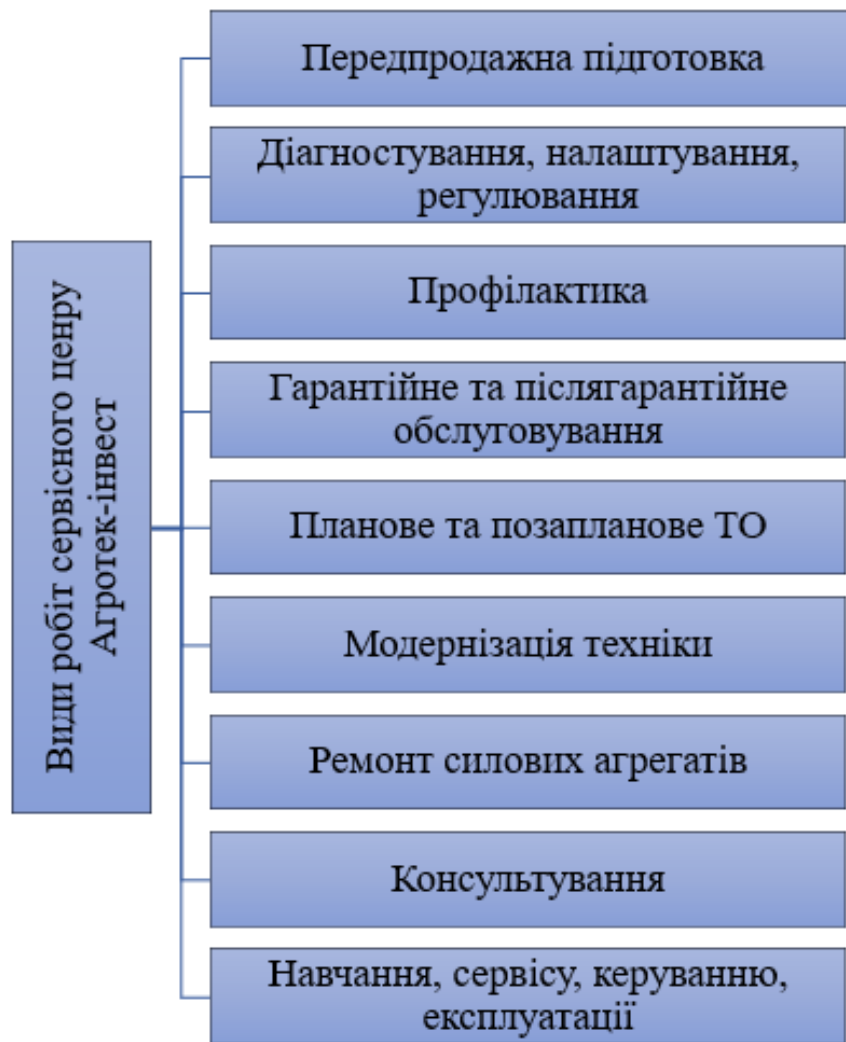 Види робіт сервісного ценру
Агротек-інвест
Передпродажна підготовка
Діагностування, налаштування,
регулювання
Профілактика
Гарантійне та післягарантійне
обслуговування
Планове та позапланове ТО
Модернізація техніки
Ремонт силових агрегатів
Консультування
Навчання, сервісу, керуванню,
експлуатації